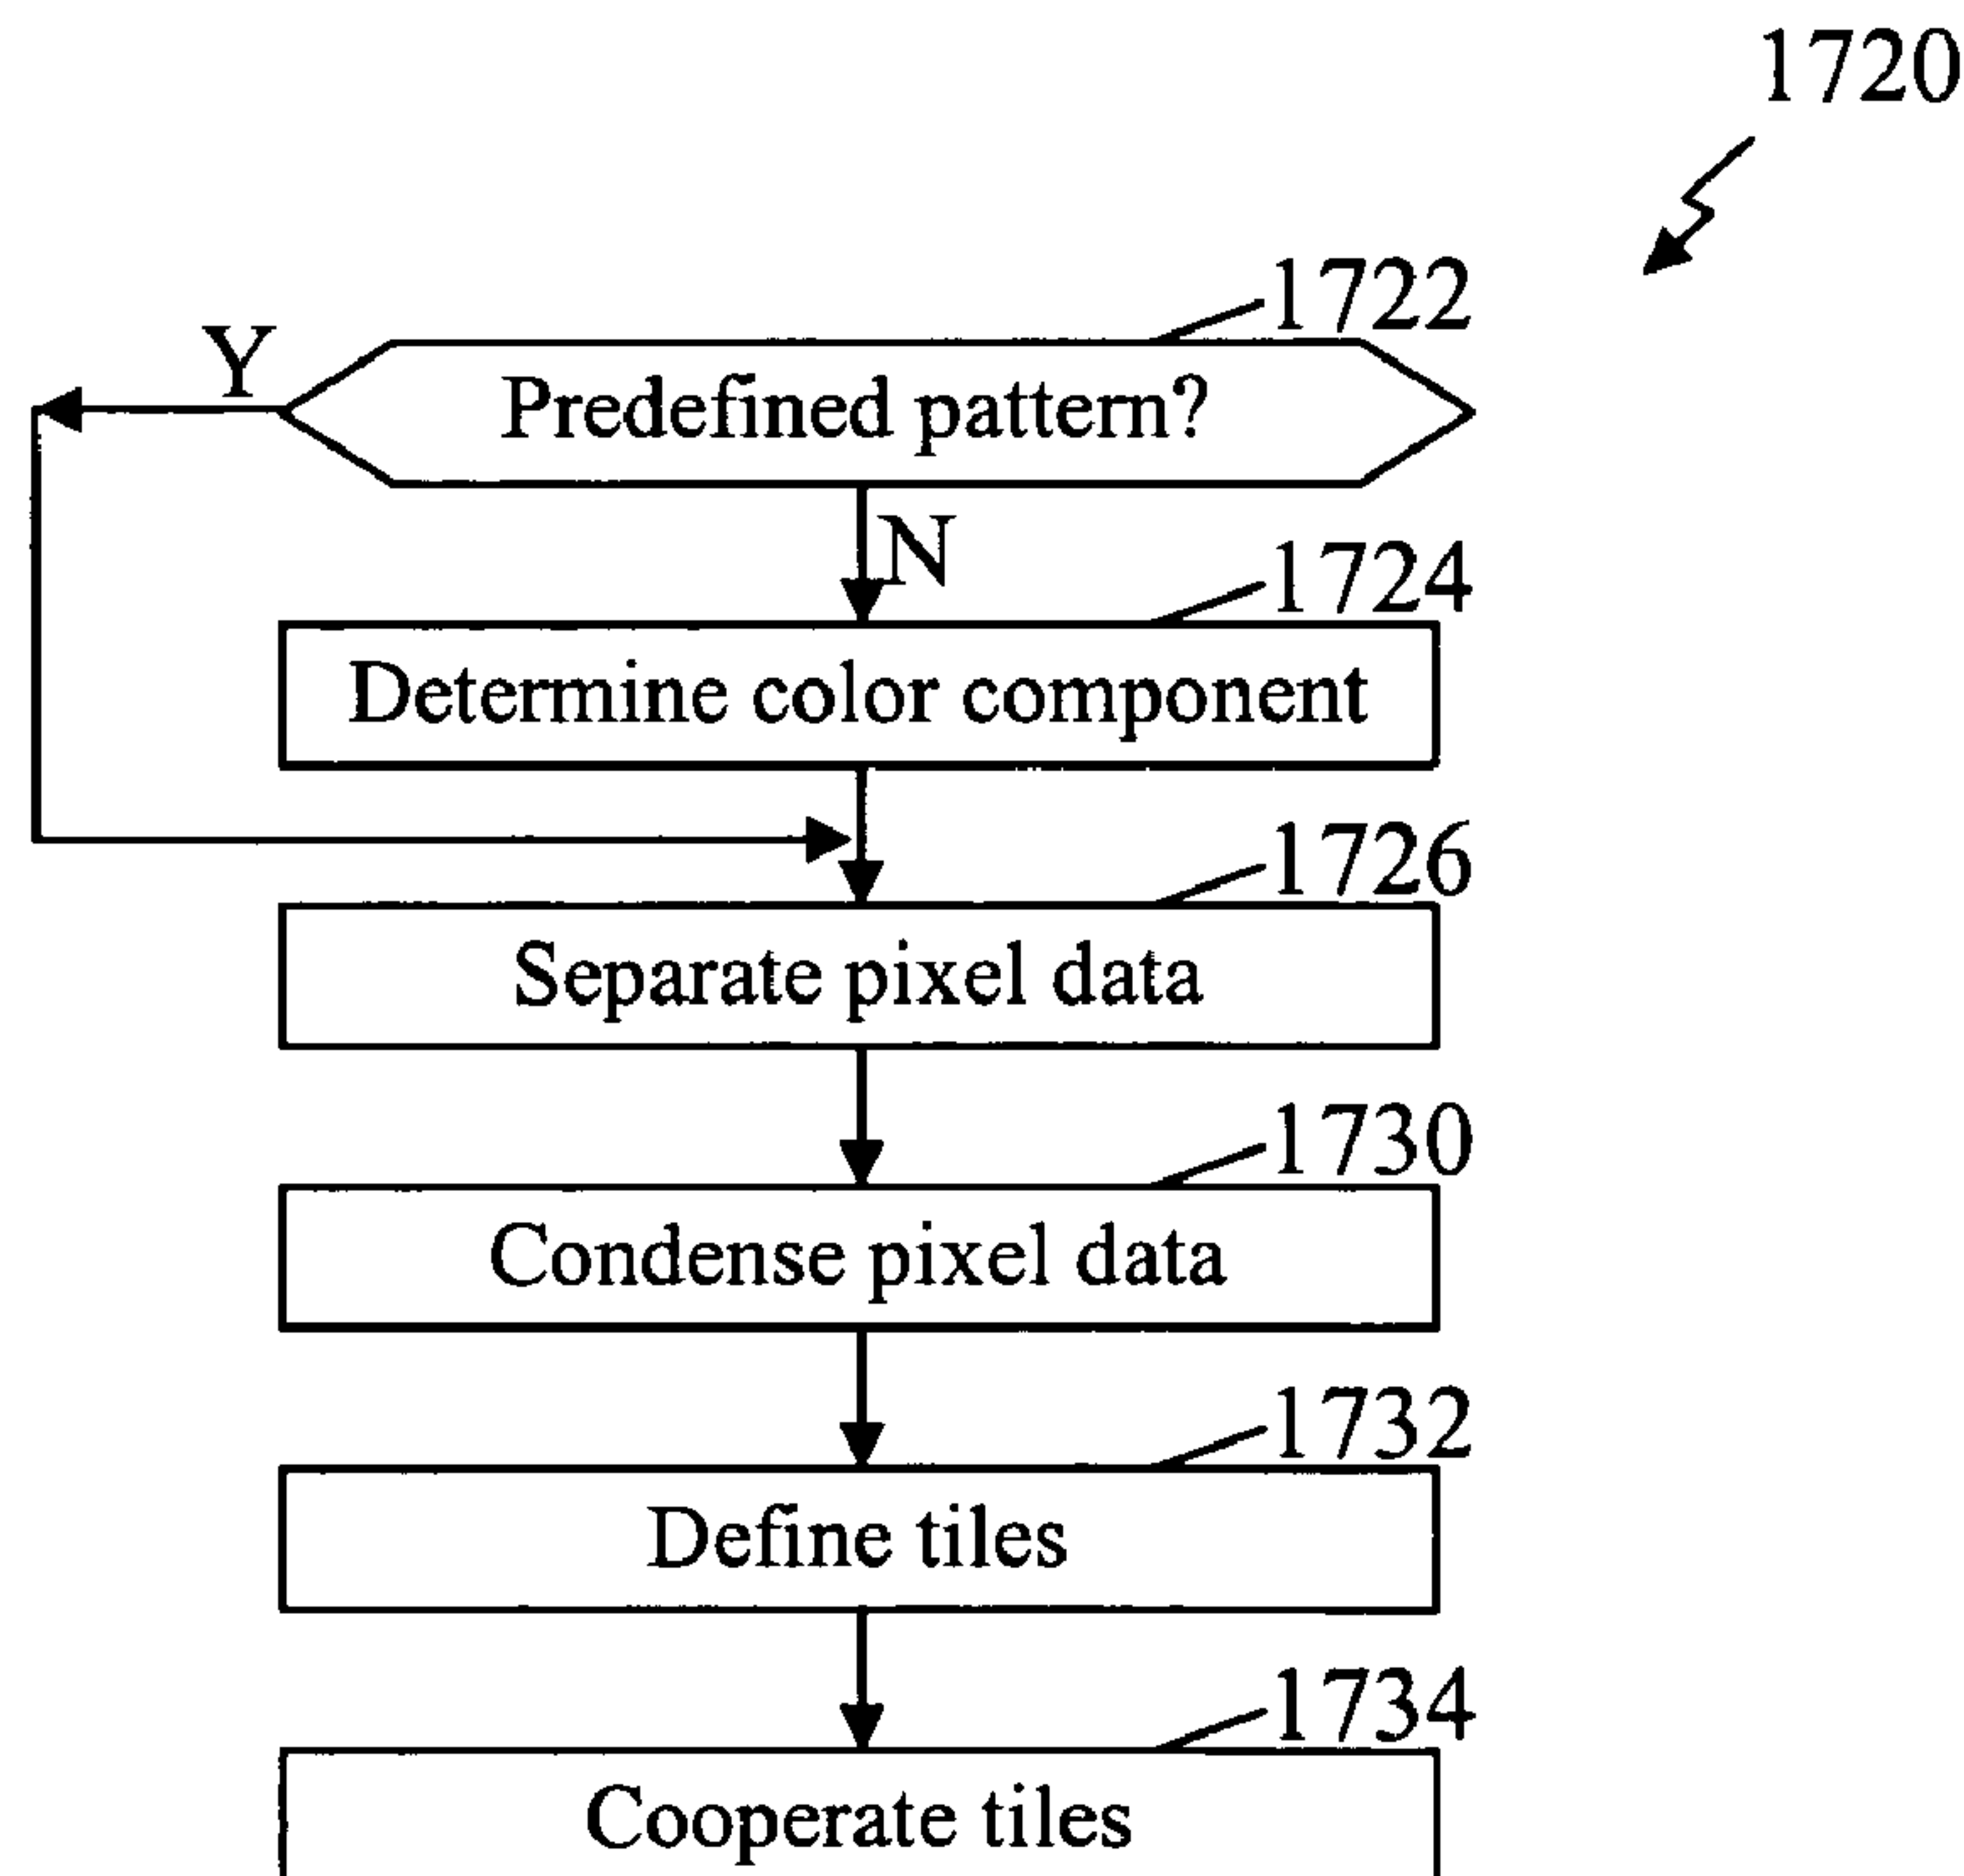 1720
1722
Y
Predefined pattern?
N
1724
Determine color component
1726
Separate pixel data
1730
Condense pixel data
1732
Define tiles
1734
Cooperate tiles